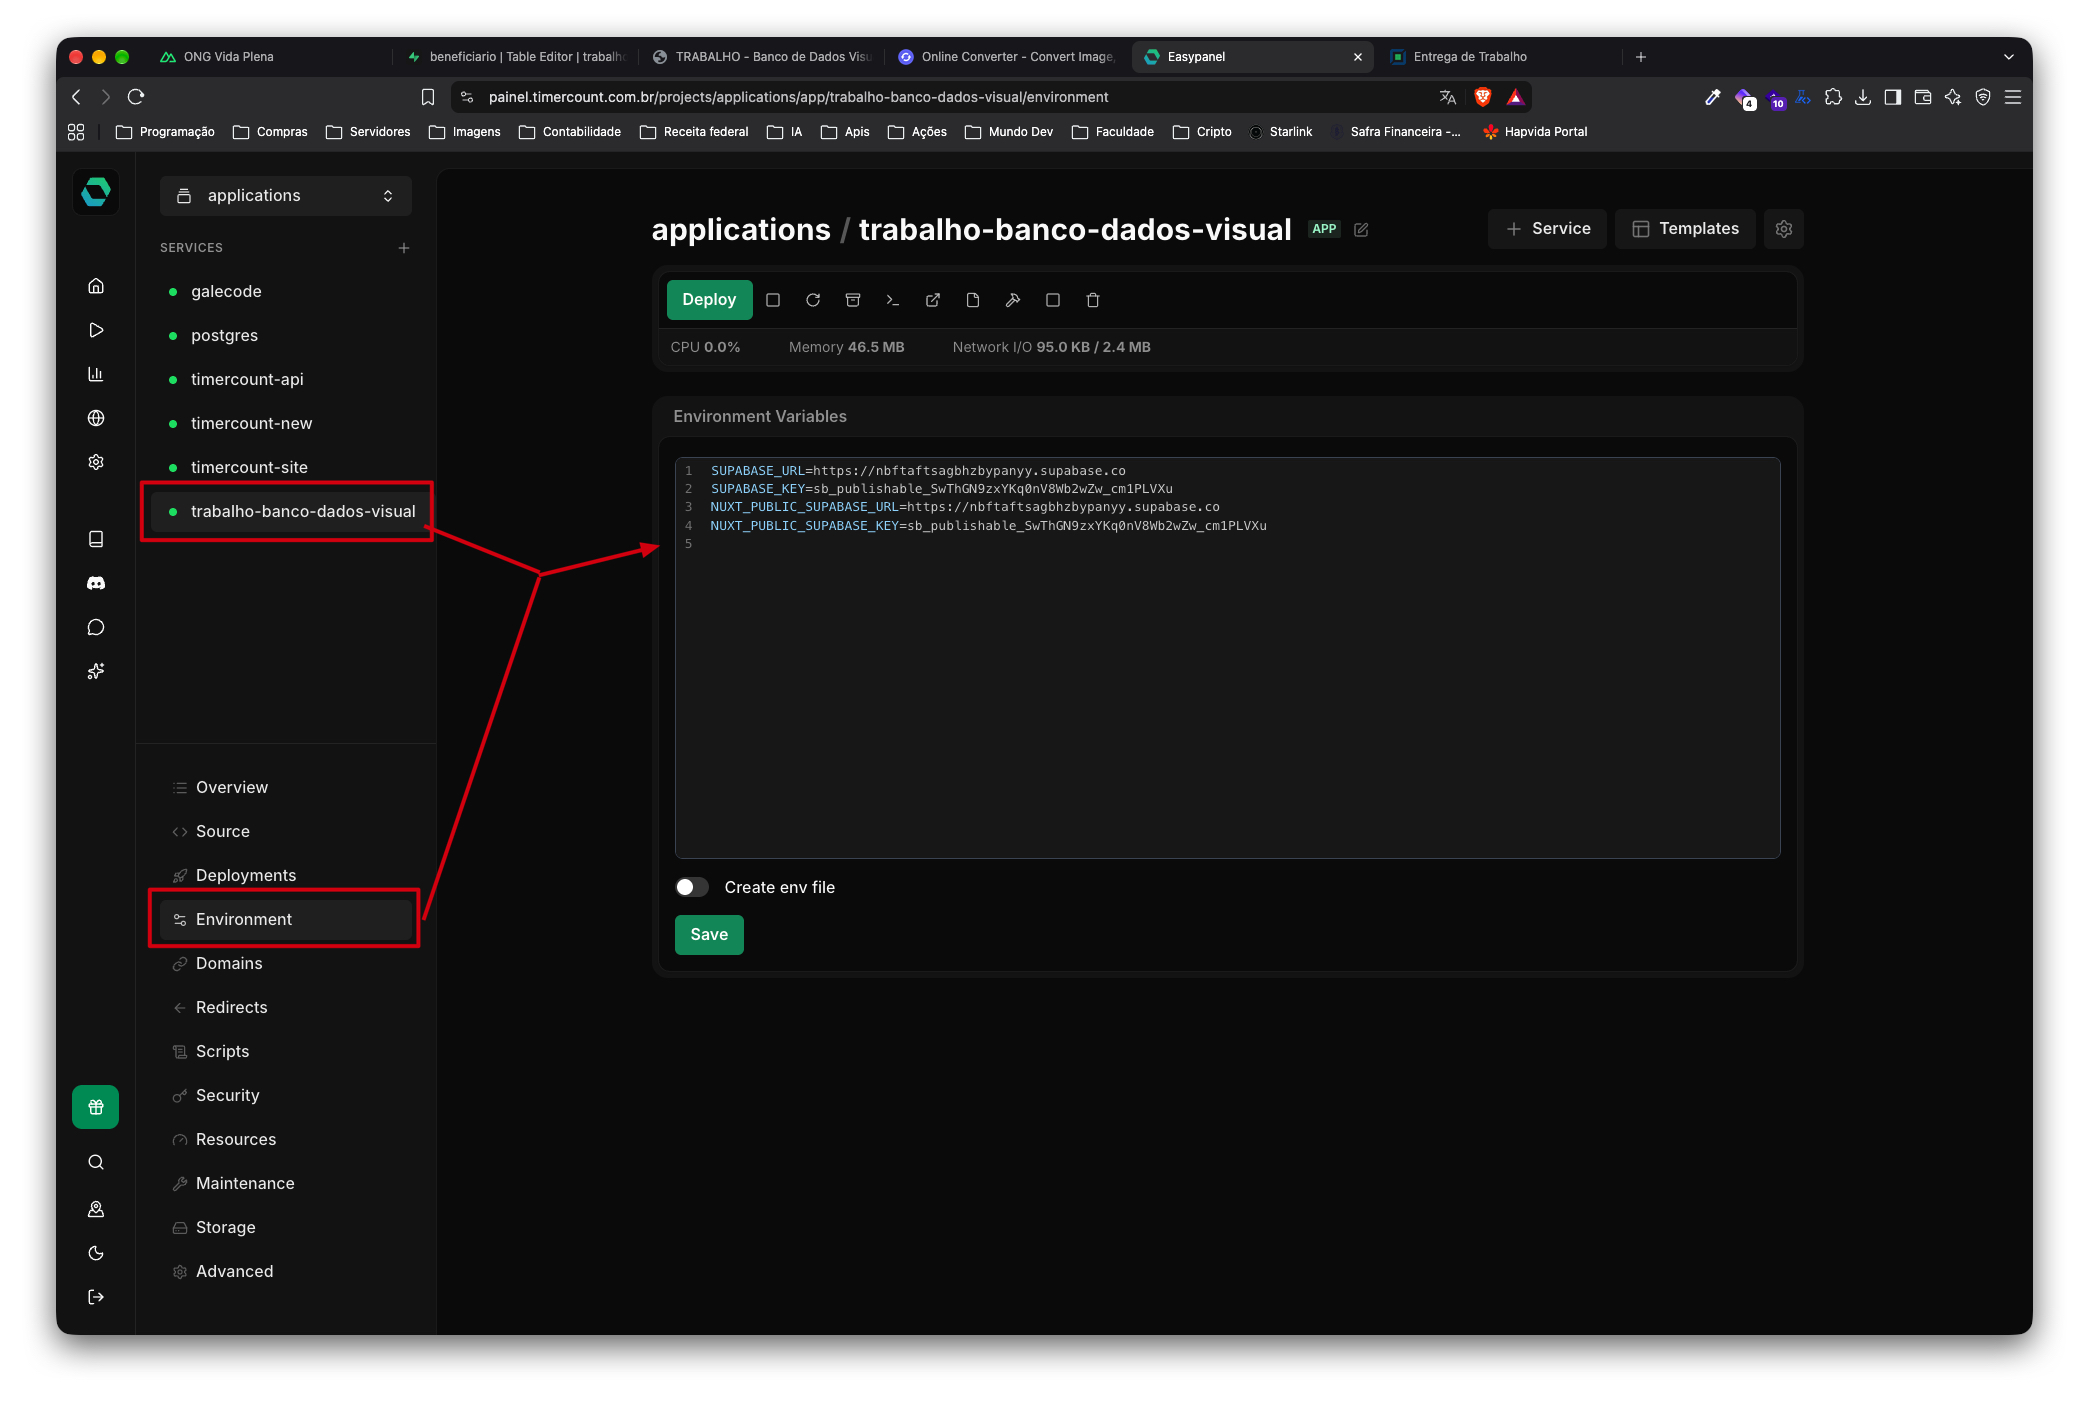 ONG Vida Plena
beneficiario | Table Editor | trabalh
TRABALHO - Banco de Dados Visu
Online Converter - Convert Image,
Easypanel
Entrega de Trabalho
painel.timercount.com.br/projects/applications/app/trabalho-banco-dados-visual/environment
4
10
Programação
Compras
Servidores
Imagens
Contabilidade
Receita federal
IA
Apis
Ações
Mundo Dev
Faculdade
Cripto
Starlink
Safra Financeira -...
Hapvida Portal
applications
SERVICES
galecode
postgres
timercount-api
timercount-new
timercount-site
trabalho-banco-dados-visual
Overview
Source
Deployments
Environment
Domains
Redirects
Scripts
Security
Resources
Maintenance
Storage
Advanced
applications / trabalho-banco-dados-visual APP
Service
Templates
Deploy
CPU 0.0%
Memory 46.5 MB
Network I/O 95.0 KB / 2.4 MB
Environment Variables
1 SUPABASE_URL=https://nbftaftsagbhzbypanyy.supabase.co
2 SUPABASE_KEY=sb_publishable_SwThGN9zxYKq0nV8Wb2wZw_cm1PLVXu
3 NUXT_PUBLIC_SUPABASE_URL=https://nbftaftsagbhzbypanyy.supabase.co
4 NUXT_PUBLIC_SUPABASE_KEY=sb_publishable_SwThGN9zxYKq0nV8Wb2wZw_cm1PLVXu
5
Create env file
Save